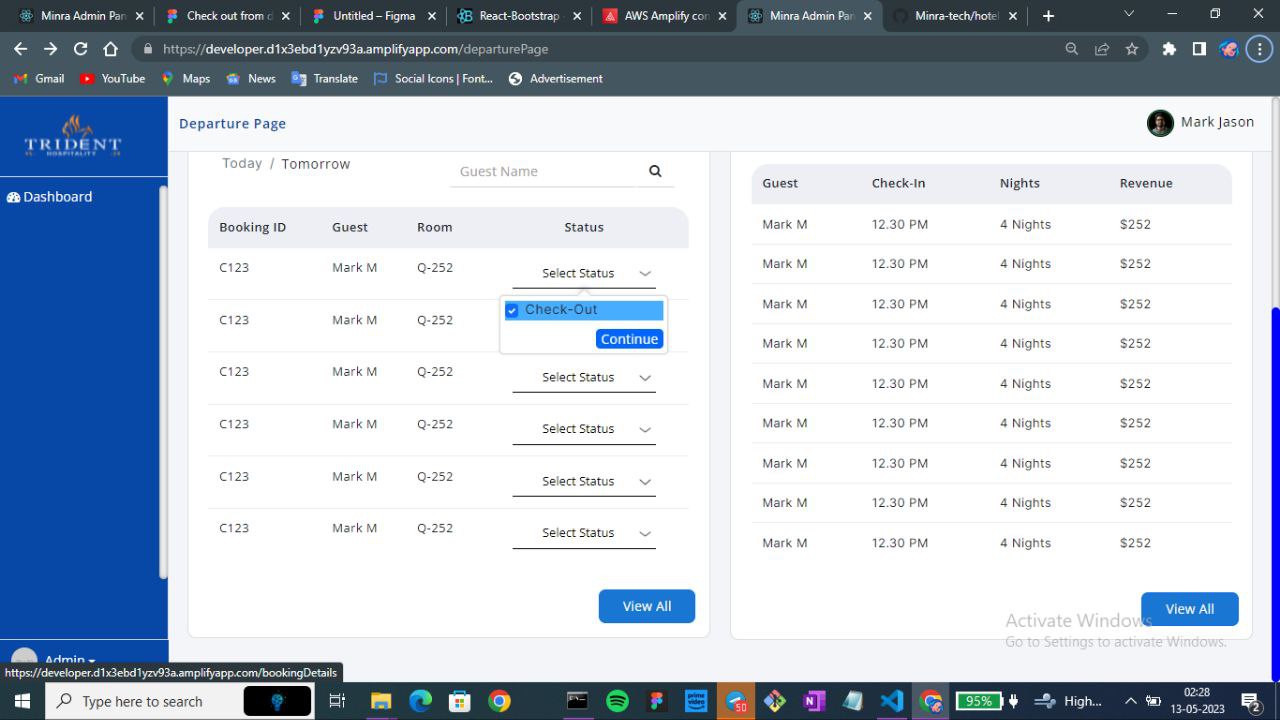 Minra Admin Pan
Check out from d
Untitled – Figma
React-Bootstrap -
AWS Amplify con
Minra Admin Pan
Minra-tech/hotel
https://developer.d1x3ebd1yzv93a.amplifyapp.com/departurePage
Gmail
YouTube
Maps
News
Translate
Social Icons | Font...
Advertisement
TRIDENT
HOSPITALITY
Departure Page
Mark Jason
Dashboard
Today / Tomorrow
Guest Name
Booking ID Guest Room Status
C123 Mark M Q-252 Select Status
Check-Out
Continue
C123 Mark M Q-252
C123 Mark M Q-252 Select Status
C123 Mark M Q-252 Select Status
C123 Mark M Q-252 Select Status
C123 Mark M Q-252 Select Status
View All
Guest Check-In Nights Revenue
Mark M 12.30 PM 4 Nights $252
Mark M 12.30 PM 4 Nights $252
Mark M 12.30 PM 4 Nights $252
Mark M 12.30 PM 4 Nights $252
Mark M 12.30 PM 4 Nights $252
Mark M 12.30 PM 4 Nights $252
Mark M 12.30 PM 4 Nights $252
Mark M 12.30 PM 4 Nights $252
Mark M 12.30 PM 4 Nights $252
View All
Activate Windows
Go to Settings to activate Windows.
Admin
https://developer.d1x3ebd1yzv93a.amplifyapp.com/bookingDetails
Type here to search
prime
video
95%
High...
02:28
13-05-2023
2